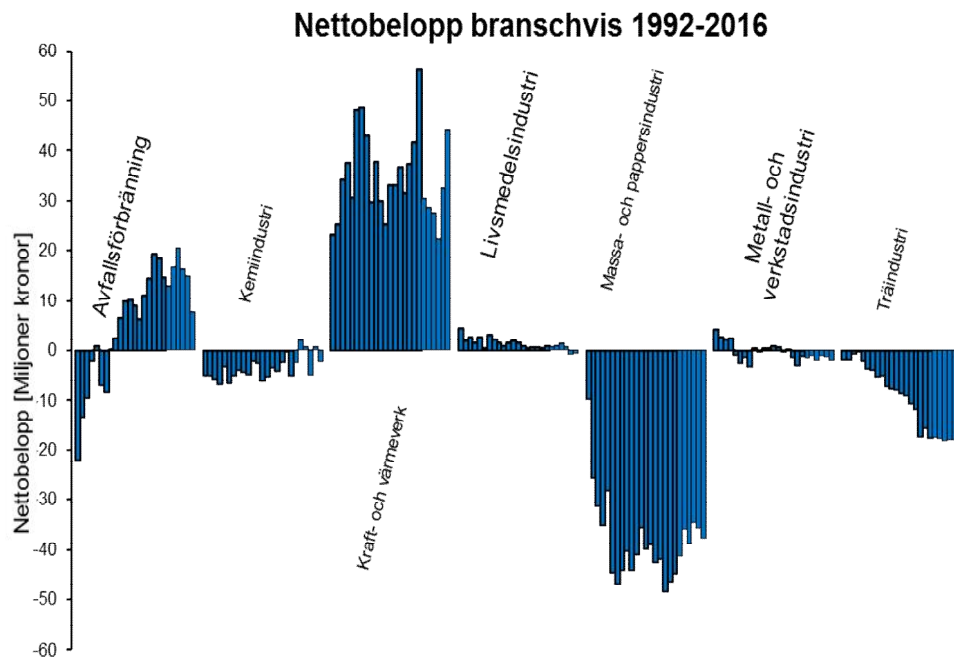 Nettobelopp branschvis 1992-2016
Nettobelopp [Miljoner kronor]
60
50
40
30
20
10
0
-10
-20
-30
-40
-50
-60
Avfallsförbränning
Kemiindustri
Kraft- och värmeverk
Livsmedelsindustri
Massa- och pappersindustri
Metall- och
verkstadsindustri
Träindustri